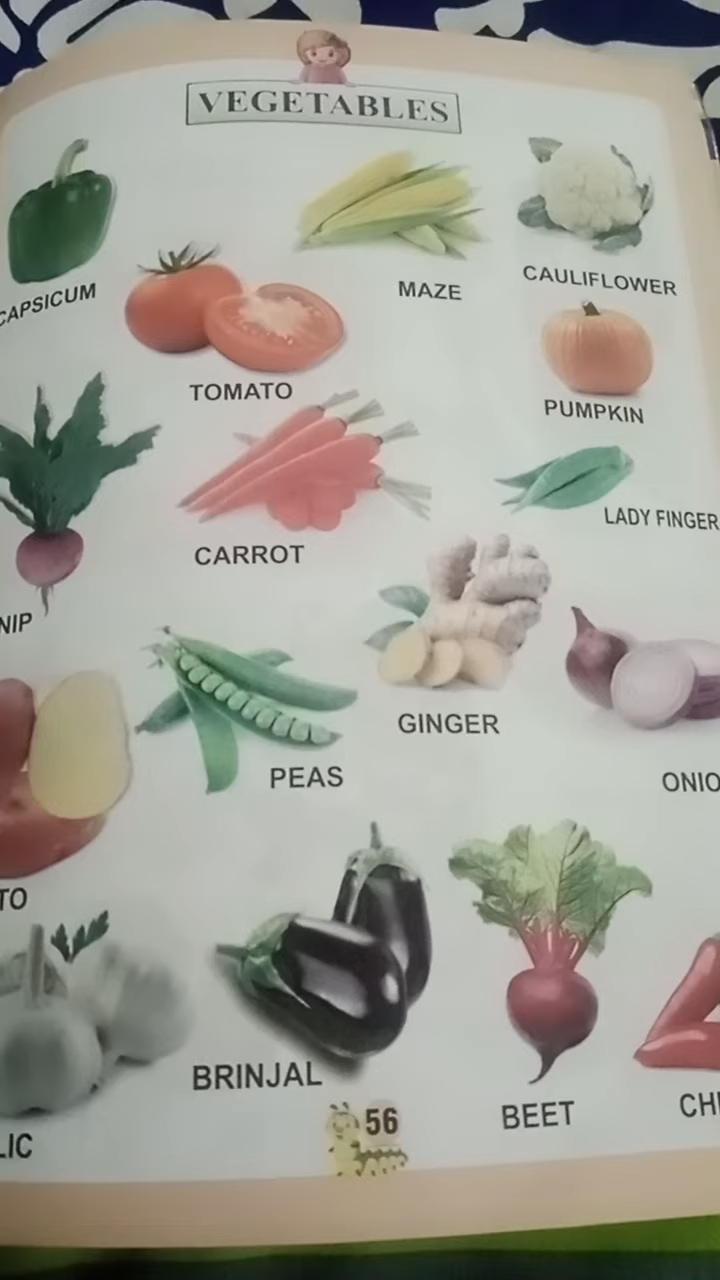 VEGETABLES
CAPSICUM
MAZE
CAULIFLOWER
TOMATO
PUMPKIN
CARROT
LADY FINGER
NIP
GINGER
PEAS
ONIO
TO
BRINJAL
BEET
CH
LIC
56